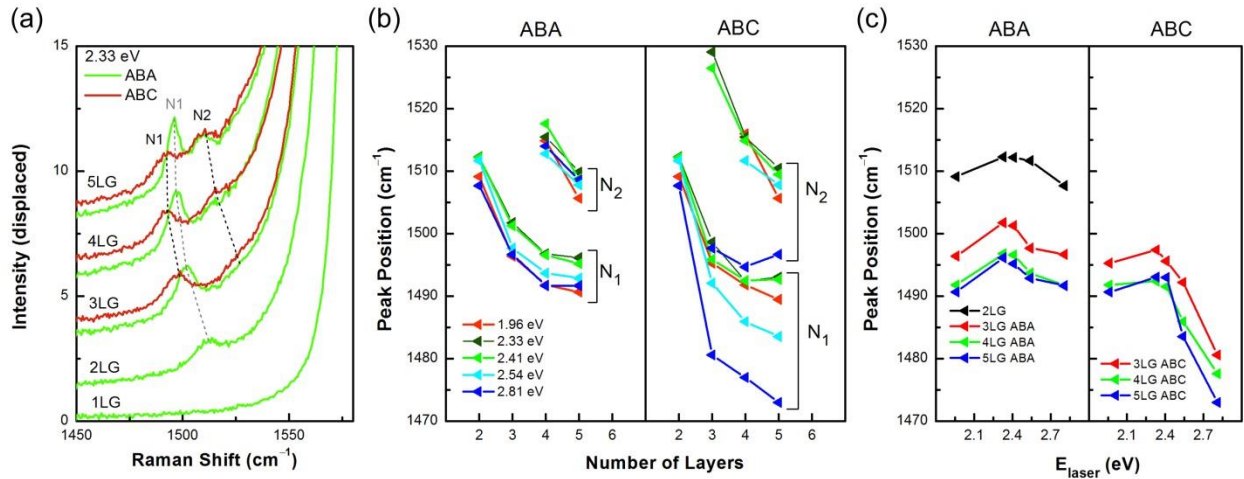 (a)
15
10
5
0
1450
1500
1550
Intensity (displaced)
Raman Shift (cm⁻¹)
2.33 eV
ABA
ABC
N1
N1
N2
5LG
4LG
3LG
2LG
1LG
(b)
ABA
ABC
1530
1520
1510
1500
1490
1480
1470
Peak Position (cm⁻¹)
N₂
N₁
N₂
N₁
1.96 eV
2.33 eV
2.41 eV
2.54 eV
2.81 eV
2 3 4 5 6 2 3 4 5 6
Number of Layers
(c)
ABA
ABC
1530
1520
1510
1500
1490
1480
1470
Peak Position (cm⁻¹)
2LG
3LG ABA
4LG ABA
5LG ABA
3LG ABC
4LG ABC
5LG ABC
2.1 2.4 2.7 2.1 2.4 2.7
E laser (eV)